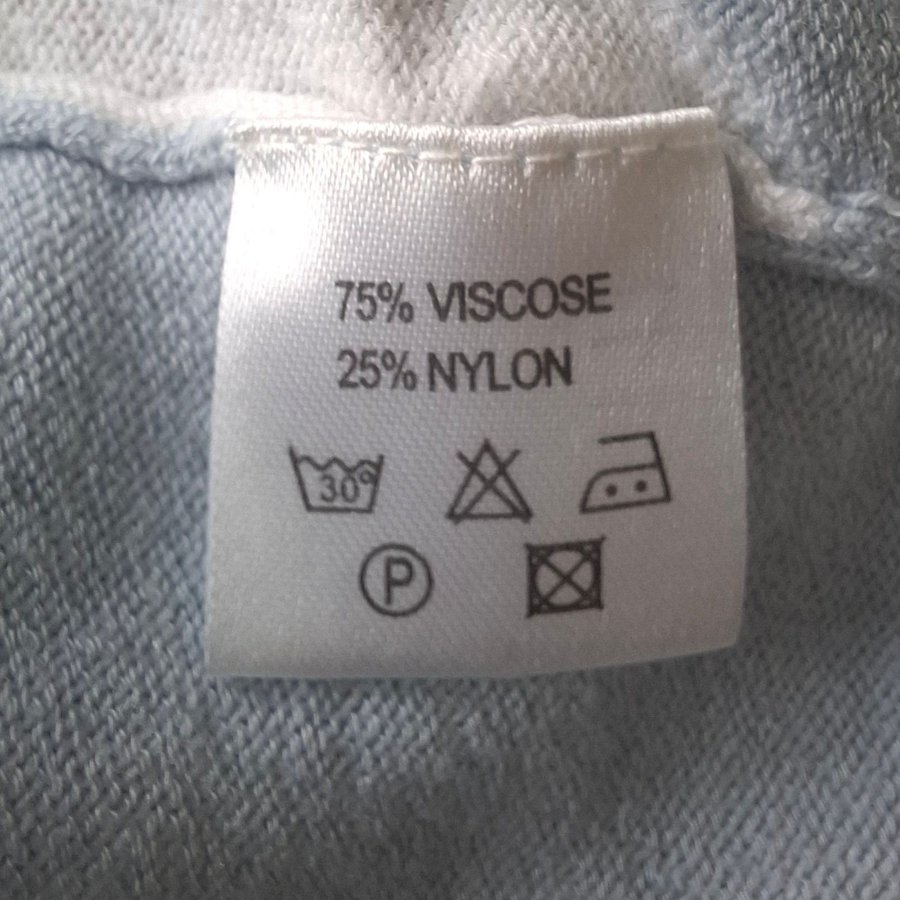 75% VISCOSE
25% NYLON
30°
P